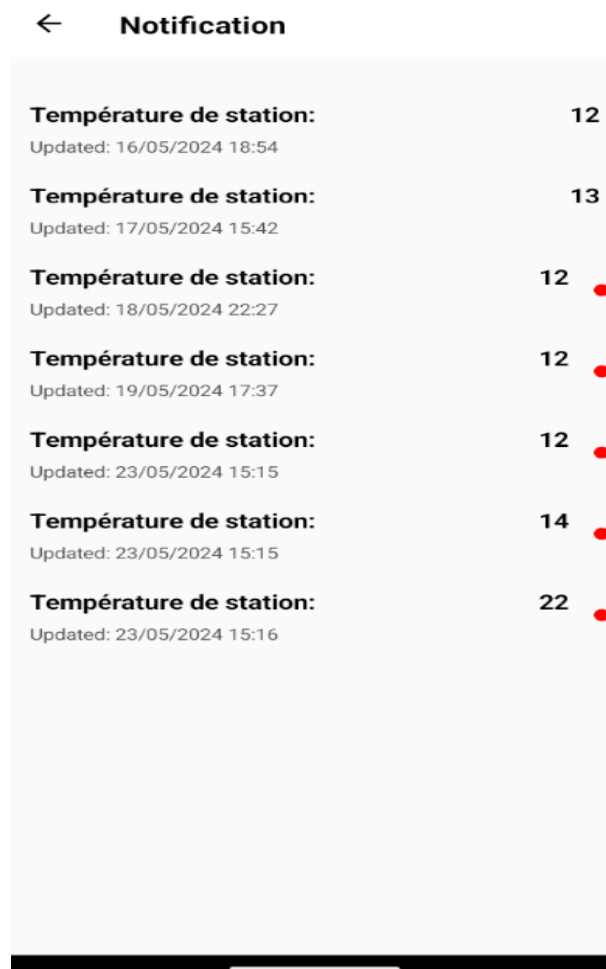 Notification
Température de station: 12
Updated: 16/05/2024 18:54
Température de station: 13
Updated: 17/05/2024 15:42
Température de station: 12
Updated: 18/05/2024 22:27
Température de station: 12
Updated: 19/05/2024 17:37
Température de station: 12
Updated: 23/05/2024 15:15
Température de station: 14
Updated: 23/05/2024 15:15
Température de station: 22
Updated: 23/05/2024 15:16